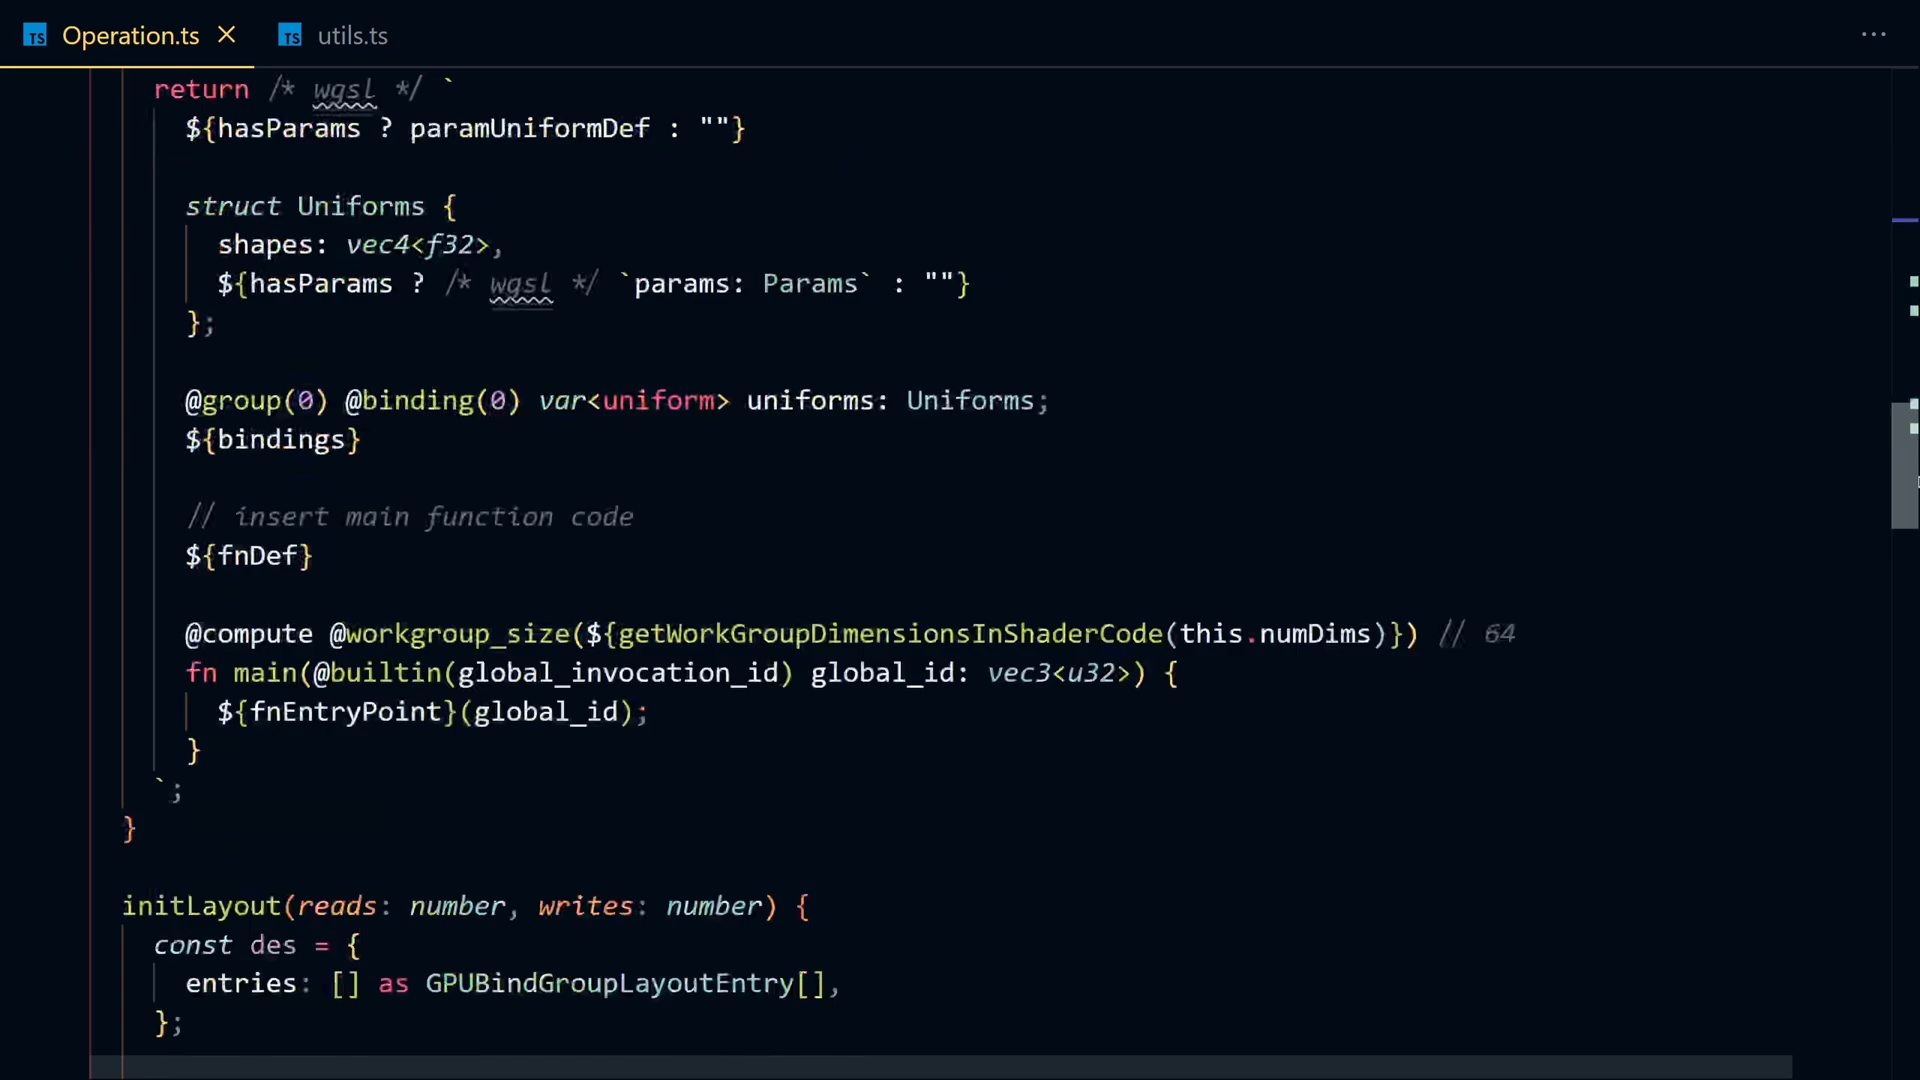 TS Operation.ts × TS utils.ts ...
return /* wgsl */ `
${hasParams ? paramUniformDef : ""}
struct Uniforms {
shapes: vec4<f32>,
${hasParams ? /* wgsl */ `params: Params` : ""}
};
@group(0) @binding(0) var<uniform> uniforms: Uniforms;
${bindings}
// insert main function code
${fnDef}
@compute @workgroup_size(${getWorkGroupDimensionsInShaderCode(this.numDims)}) // 64
fn main(@builtin(global_invocation_id) global_id: vec3<u32>) {
${fnEntryPoint}(global_id);
}
`;
}
initLayout(reads: number, writes: number) {
const des = {
entries: [] as GPUBindGroupLayoutEntry[],
};